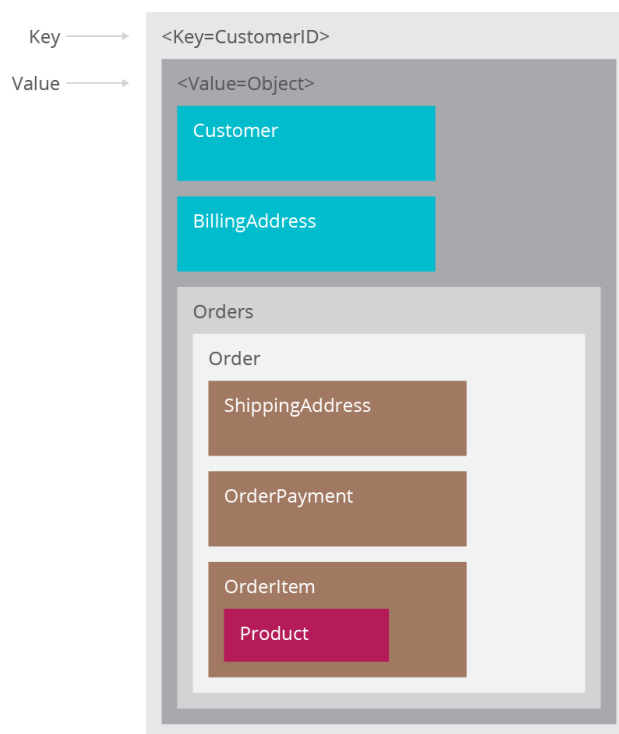 Key
<Key=CustomerID>
Value
<Value=Object>
Customer
BillingAddress
Orders
Order
ShippingAddress
OrderPayment
OrderItem
Product